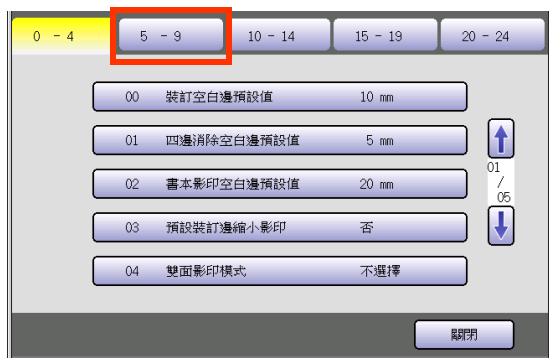 0 - 4 5 - 9 10 - 14 15 - 19 20 - 24
00 裝訂空白邊預設值 10 mm
01 四邊消除空白邊預設值 5 mm
02 書本影印空白邊預設值 20 mm
03 預設裝訂邊縮小影印 否
04 雙面影印模式 不選擇
01
/
05
關閉